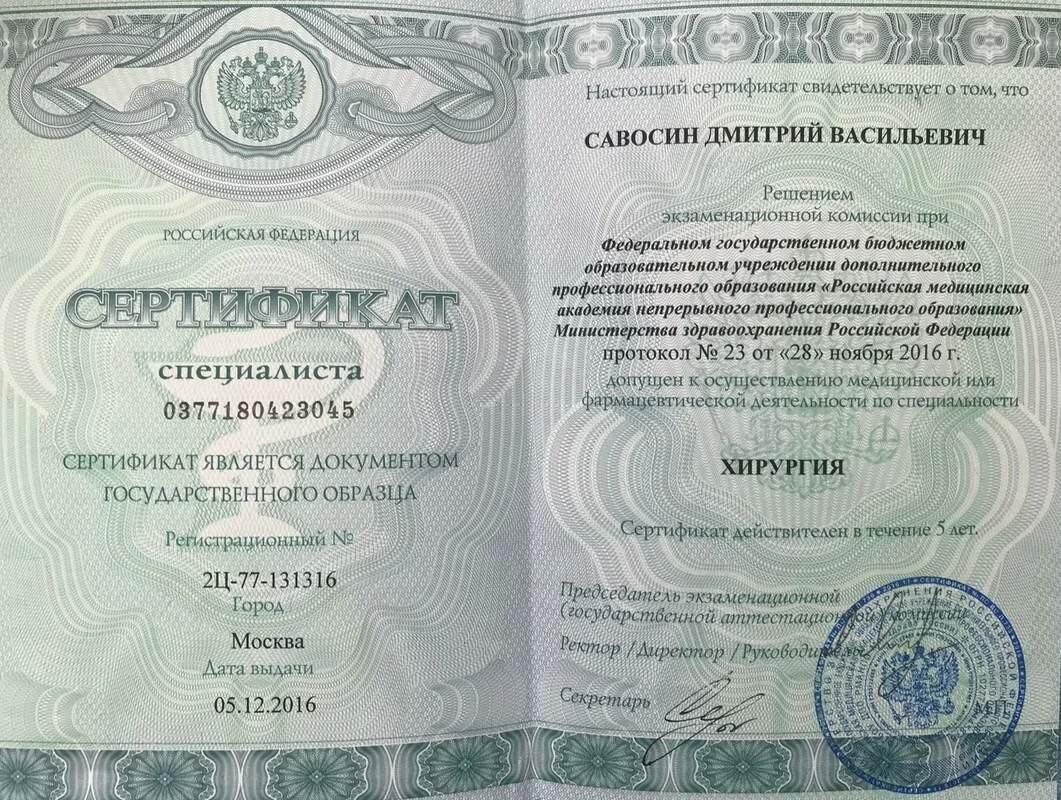 РОССИЙСКАЯ ФЕДЕРАЦИЯ
СЕРТИФИКАТ
специалиста
0377180423045
СЕРТИФИКАТ ЯВЛЯЕТСЯ ДОКУМЕНТОМ
ГОСУДАРСТВЕННОГО ОБРАЗЦА
Регистрационный №
2Ц-77-131316
Город
Москва
Дата выдачи
05.12.2016
Настоящий сертификат свидетельствует о том, что
САВОСИН ДМИТРИЙ ВАСИЛЬЕВИЧ
Решением
экзаменационной комиссии при
Федеральном государственном бюджетном
образовательном учреждении дополнительного
профессионального образования «Российская медицинская
академия непрерывного профессионального образования»
Министерства здравоохранения Российской Федерации
протокол № 23 от «28» ноября 2016 г.
допущен к осуществлению медицинской или
фармацевтической деятельности по специальности
ХИРУРГИЯ
Сертификат действителен в течение 5 лет.
Председатель экзаменационной
(государственной аттестационной) комиссии
Ректор /Директор /Руководитель
Секретарь
МП